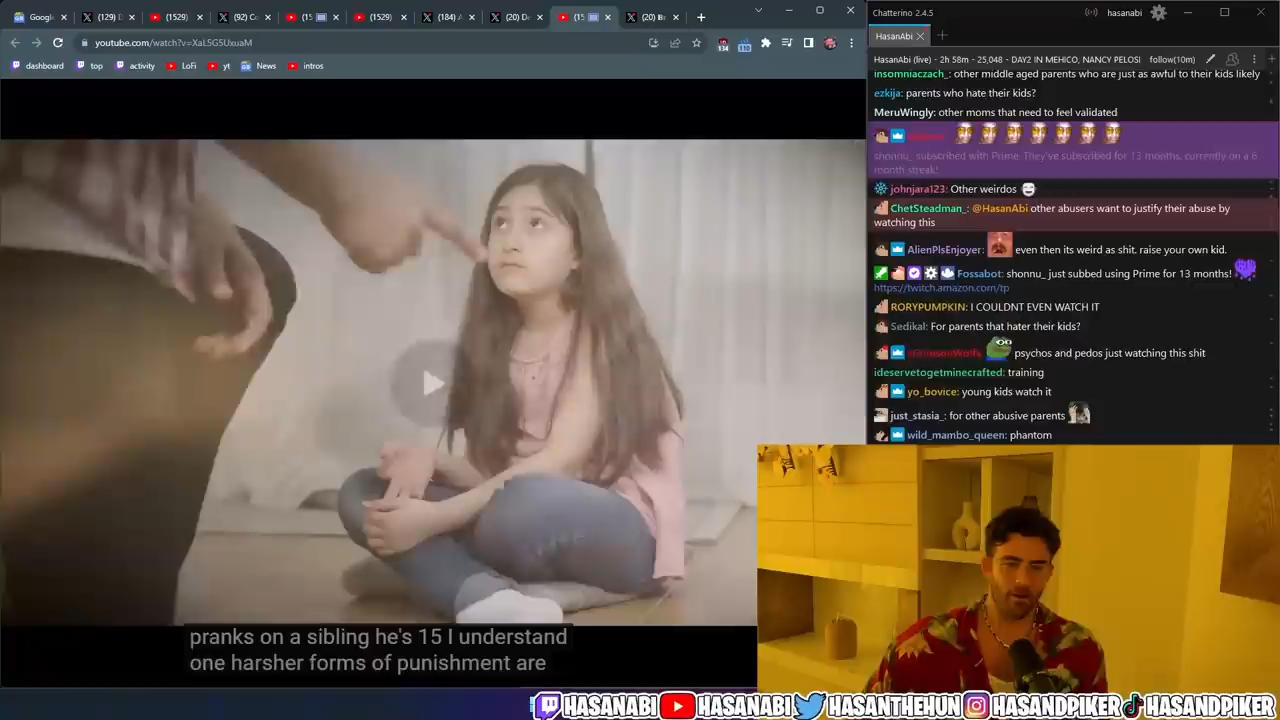 Googl
(129) D
(1529)
(92) Co
(15
(1529)
(184) A
(20) De
(15
(20) Br
Chatterino 2.4.5
hasanabi
youtube.com/watch?v=XaL5G5UxuaM
134
110
HasanAbi
dashboard
top
activity
LoFi
yt
News
intros
HasanAbi (live) - 2h 58m - 25,048 - DAY2 IN MEHICO, NANCY PELOSI
follow(10m)
insomniaczach_: other middle aged parents who are just as awful to their kids likely
ezkija: parents who hate their kids?
MeruWingly: other moms that need to feel validated
shonnu_ subscribed with Prime. They've subscribed for 13 months, currently on a 6
month streak!
johnjara123: Other weirdos
ChetSteadman_: @HasanAbi other abusers want to justify their abuse by
watching this
AlienPlsEnjoyer: even then its weird as shit. raise your own kid.
Fossabot: shonnu_ just subbed using Prime for 13 months!
https://twitch.amazon.com/tp
RORYPUMPKIN: I COULDNT EVEN WATCH IT
Sedikal: For parents that hater their kids?
psychos and pedos just watching this shit
ideservetogetminecrafted: training
yo_bovice: young kids watch it
just_stasia_: for other abusive parents
wild_mambo_queen: phantom
pranks on a sibling he's 15 I understand
one harsher forms of punishment are
HASANABI
HASANABI
HASANTHEHUN
HASANDPIKER
HASANDPIKER